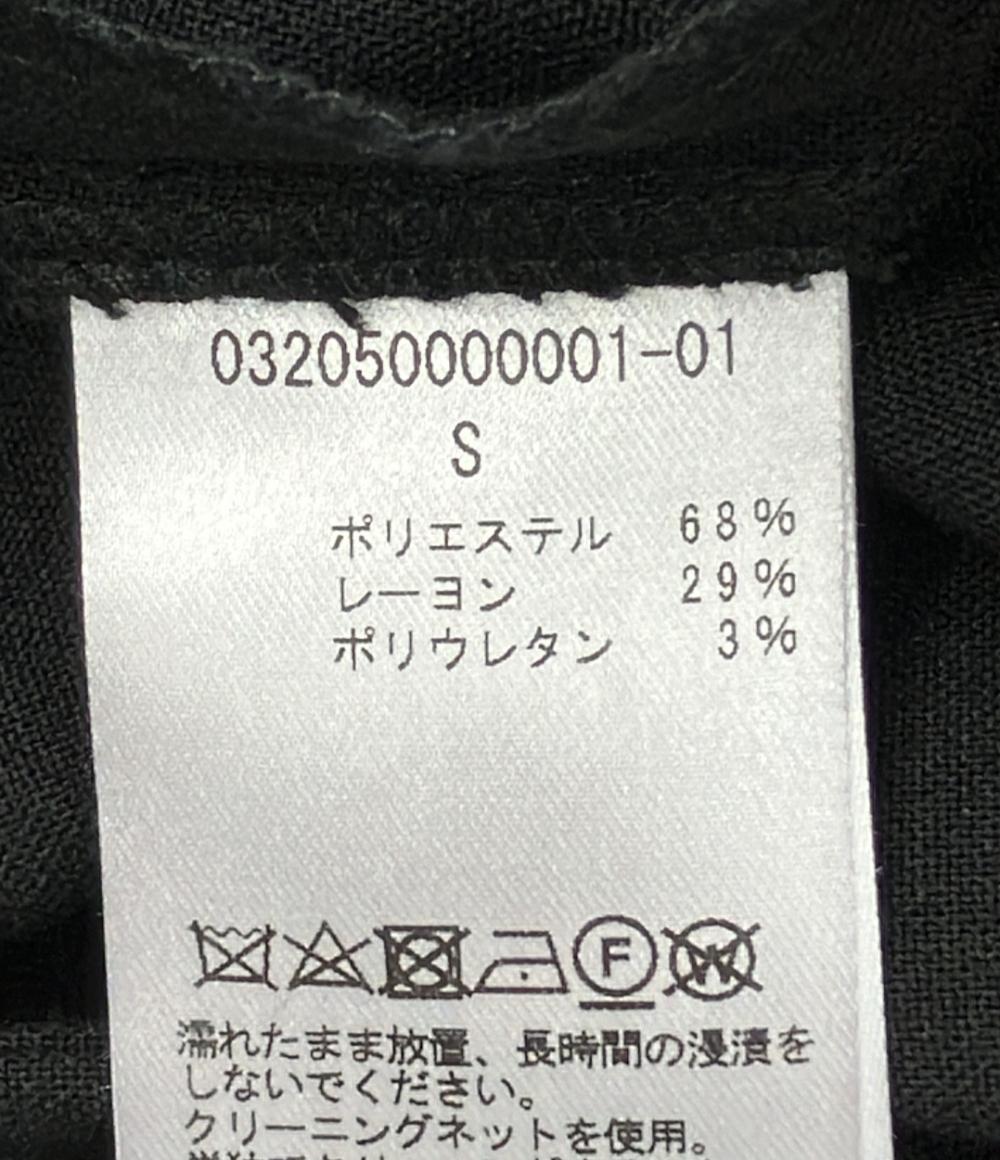 032050000001-01
S
ポリエステル 68%
レーヨン 29%
ポリウレタン 3%
F W
濡れたまま放置、長時間の浸漬を
しないでください。
クリーニングネットを使用。